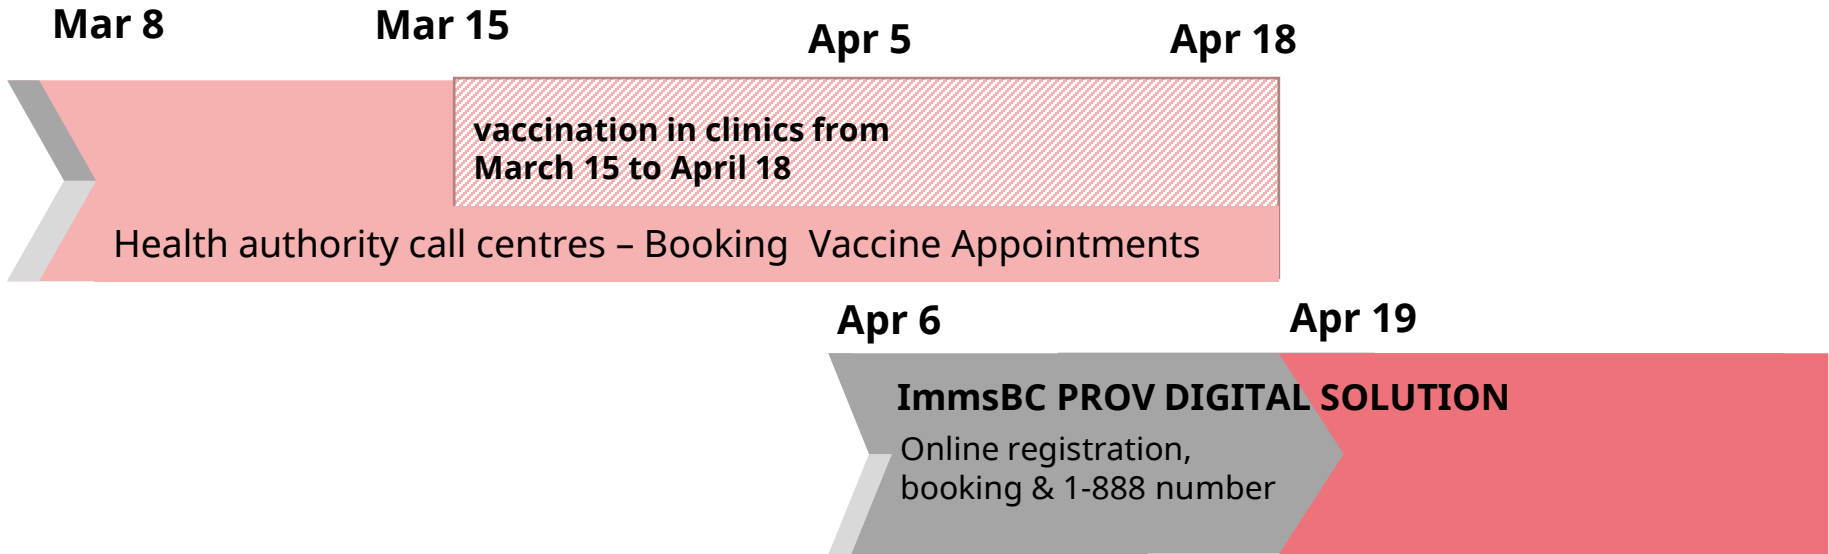 Mar 8
Mar 15
Apr 5
Apr 18
vaccination in clinics from
March 15 to April 18
Health authority call centres – Booking  Vaccine Appointments
Apr 6
Apr 19
ImmsBC PROV DIGITAL SOLUTION
Online registration,
booking & 1-888 number